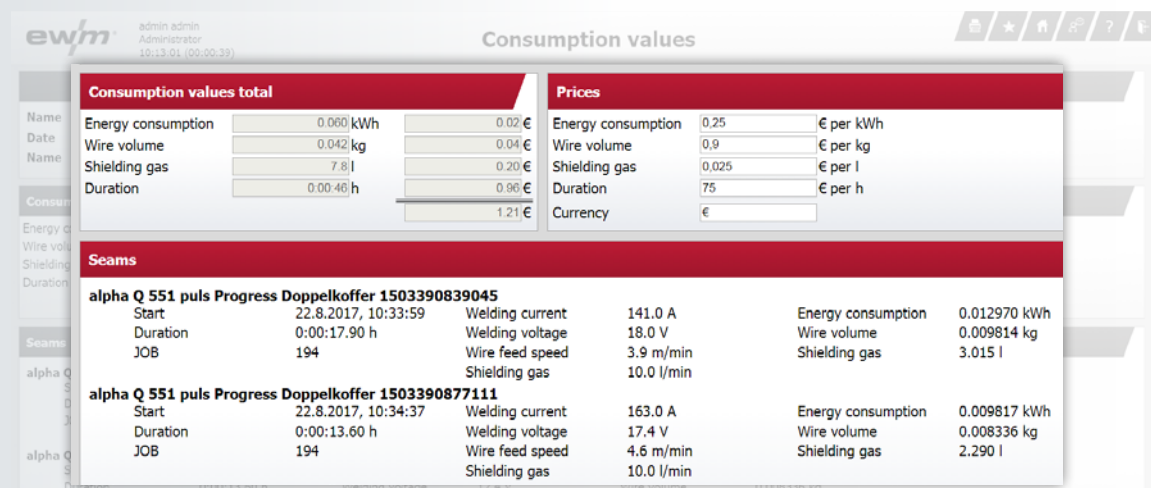 ewm
admin admin
Administrator
10:13:01 (00:00:39)
Consumption values
?
Name
Date
Name
Energy
Duration
Seams
alpha Q
alpha Q
Consumption values total
Energy consumption 0.060 kWh 0.02 €
Wire volume 0.042 kg 0.04 €
Shielding gas 7.8 l 0.20 €
Duration 0:00:46 h 0.96 €
1.21 €
Prices
Energy consumption 0,25 € per kWh
Wire volume 0,9 € per kg
Shielding gas 0,025 € per l
Duration 75 € per h
Currency €
Seams
alpha Q 551 puls Progress Doppelkoffer 1503390839045
Start 22.8.2017, 10:33:59 Welding current 141.0 A Energy consumption 0.012970 kWh
Duration 0:00:17.90 h Welding voltage 18.0 V Wire volume 0.009814 kg
JOB 194 Wire feed speed 3.9 m/min Shielding gas 3.015 l
Shielding gas 10.0 l/min
alpha Q 551 puls Progress Doppelkoffer 1503390877111
Start 22.8.2017, 10:34:37 Welding current 163.0 A Energy consumption 0.009817 kWh
Duration 0:00:13.60 h Welding voltage 17.4 V Wire volume 0.008336 kg
JOB 194 Wire feed speed 4.6 m/min Shielding gas 2.290 l
Shielding gas 10.0 l/min